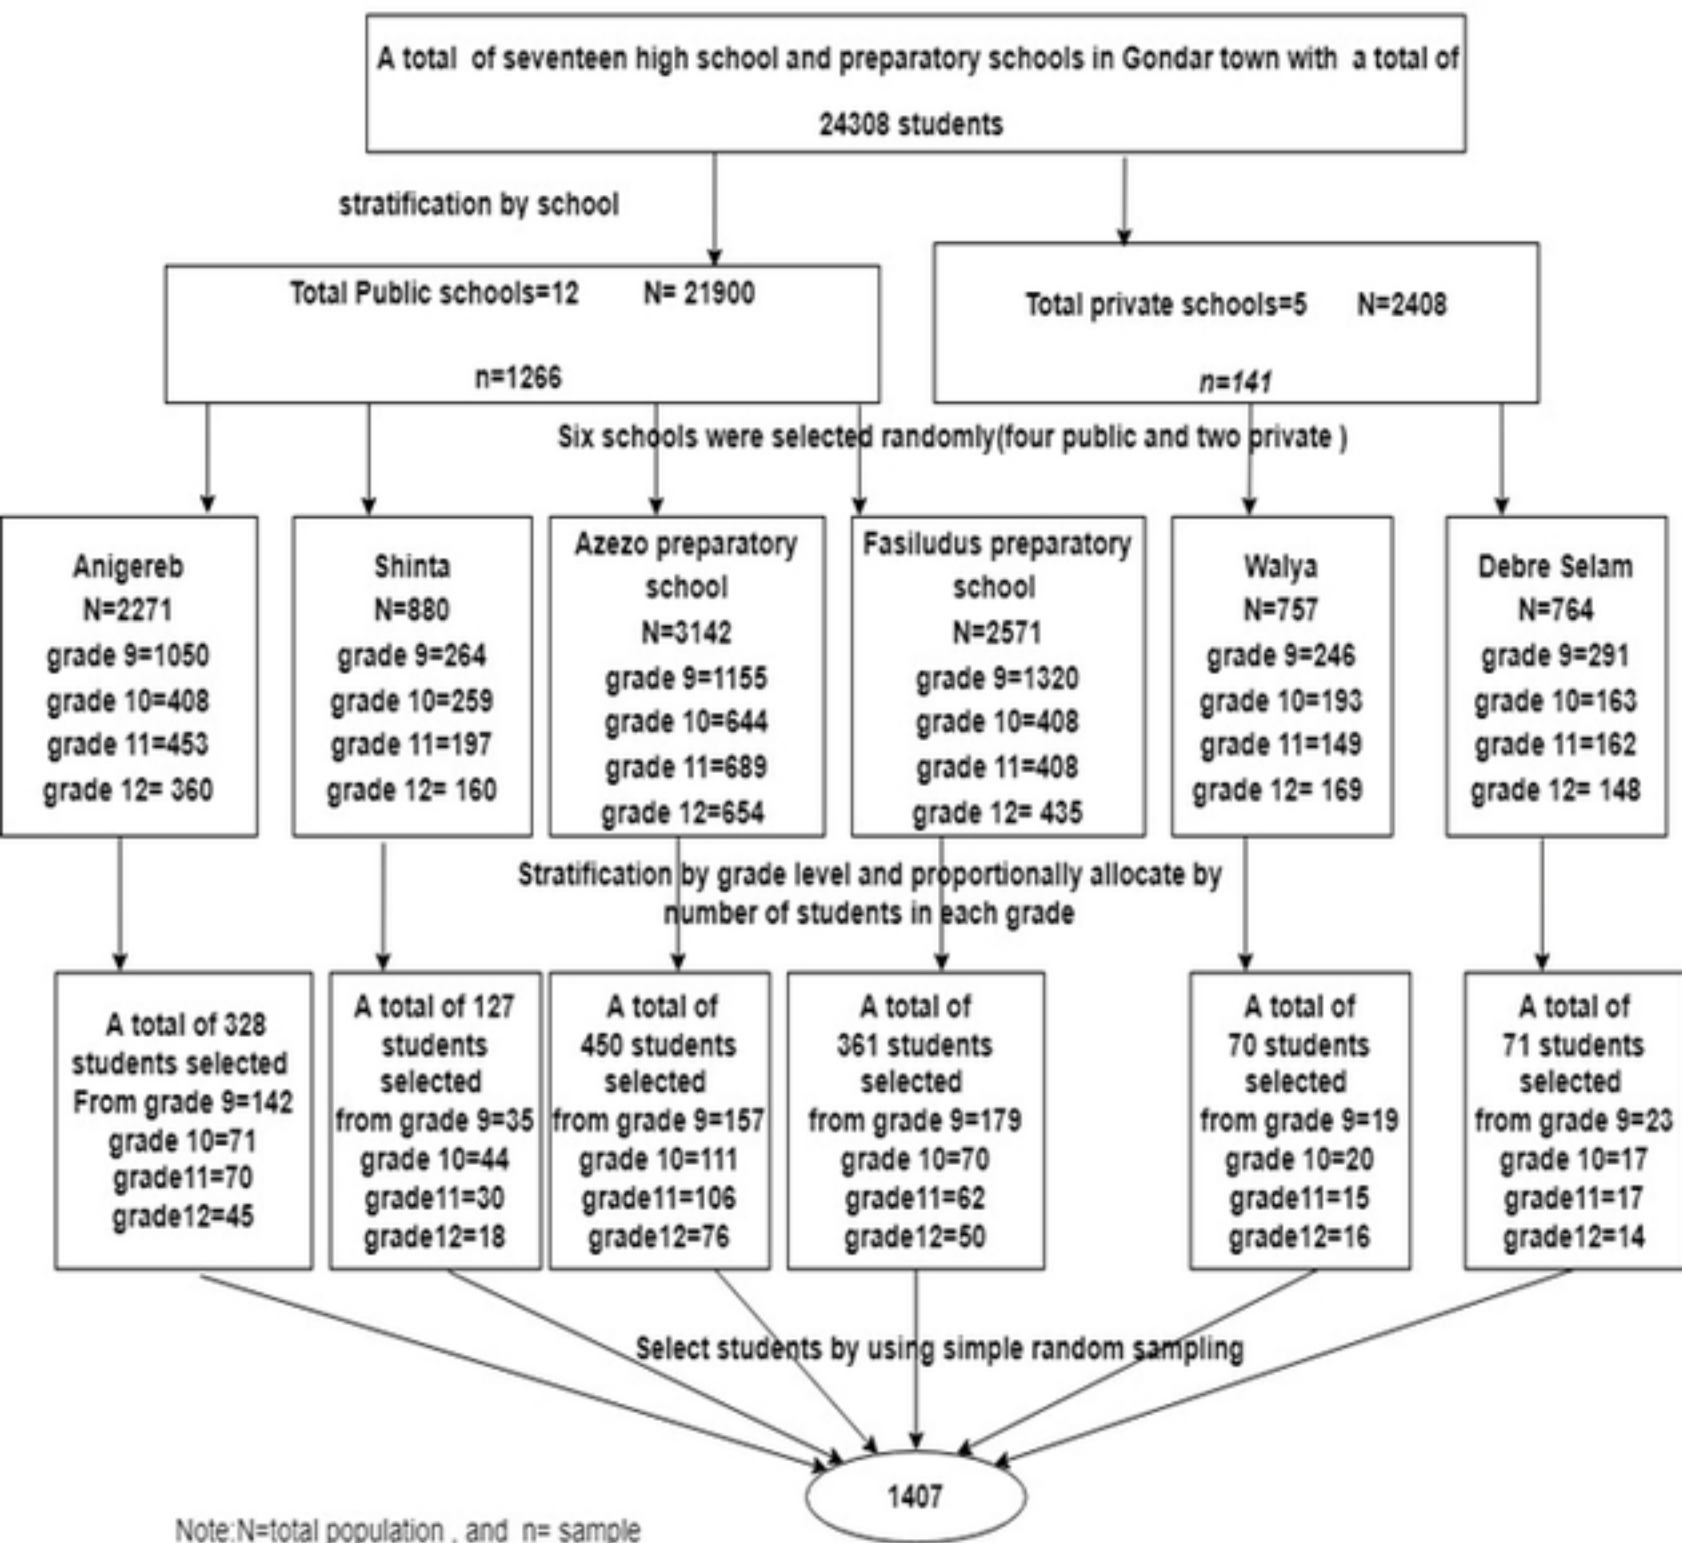 A total of seventeen high school and preparatory schools in Gondar town with a total of
24308 students
stratification by school
Total Public schools=12 N= 21900
n=1266
Total private schools=5 N=2408
n=141
Six schools were selected randomly(four public and two private )
Anigereb
N=2271
grade 9=1050
grade 10=408
grade 11=453
grade 12= 360
Shinta
N=880
grade 9=264
grade 10=259
grade 11=197
grade 12= 160
Azezo preparatory
school
N=3142
grade 9=1155
grade 10=644
grade 11=689
grade 12=654
Fasiludus preparatory
school
N=2571
grade 9=1320
grade 10=408
grade 11=408
grade 12= 435
Walya
N=757
grade 9=246
grade 10=193
grade 11=149
grade 12= 169
Debre Selam
N=764
grade 9=291
grade 10=163
grade 11=162
grade 12= 148
Stratification by grade level and proportionally allocate by
number of students in each grade
A total of 328
students selected
From grade 9=142
grade 10=71
grade11=70
grade12=45
A total of 127
students
selected
from grade 9=35
grade 10=44
grade11=30
grade12=18
A total of
450 students
selected
from grade 9=157
grade 10=111
grade11=106
grade12=76
A total of
361 students
selected
from grade 9=179
grade 10=70
grade11=62
grade12=50
A total of
70 students
selected
from grade 9=19
grade 10=20
grade11=15
grade12=16
A total of
71 students
selected
from grade 9=23
grade 10=17
grade11=17
grade12=14
Select students by using simple random sampling
1407
Note:N=total population , and n= sample